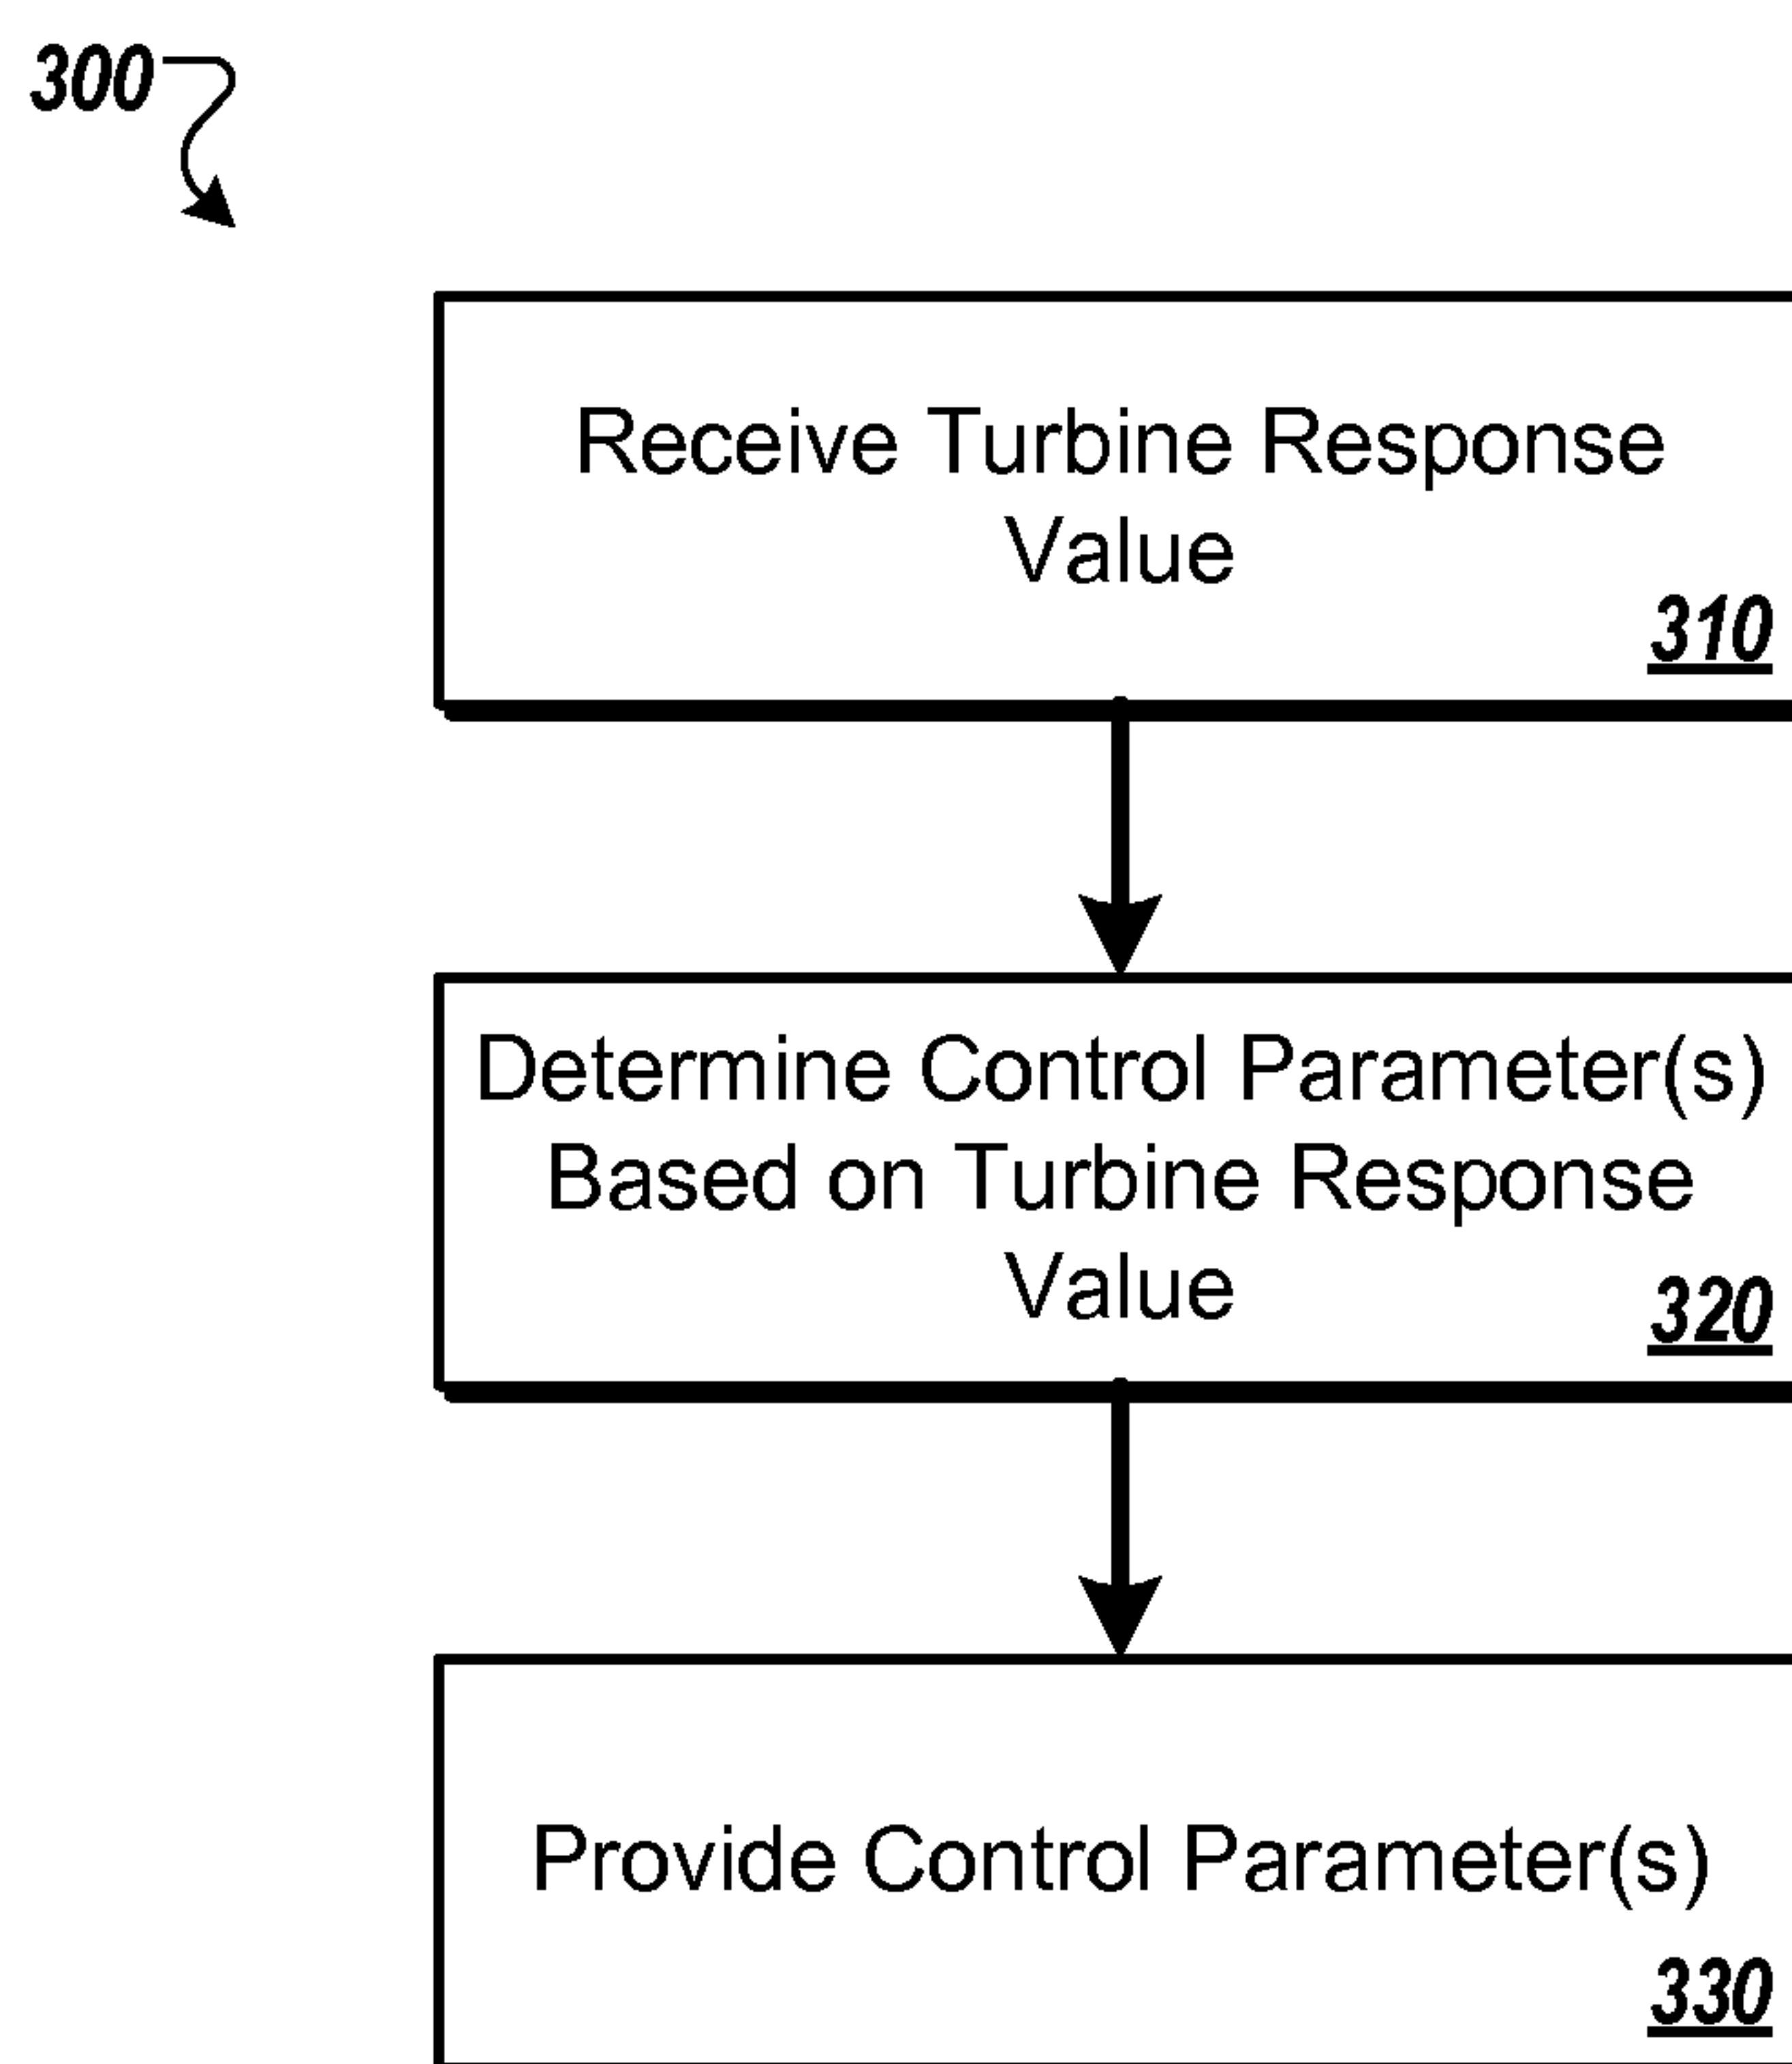 300
Receive Turbine Response
Value
310
Determine Control Parameter(s)
Based on Turbine Response
Value
320
Provide Control Parameter(s)
330